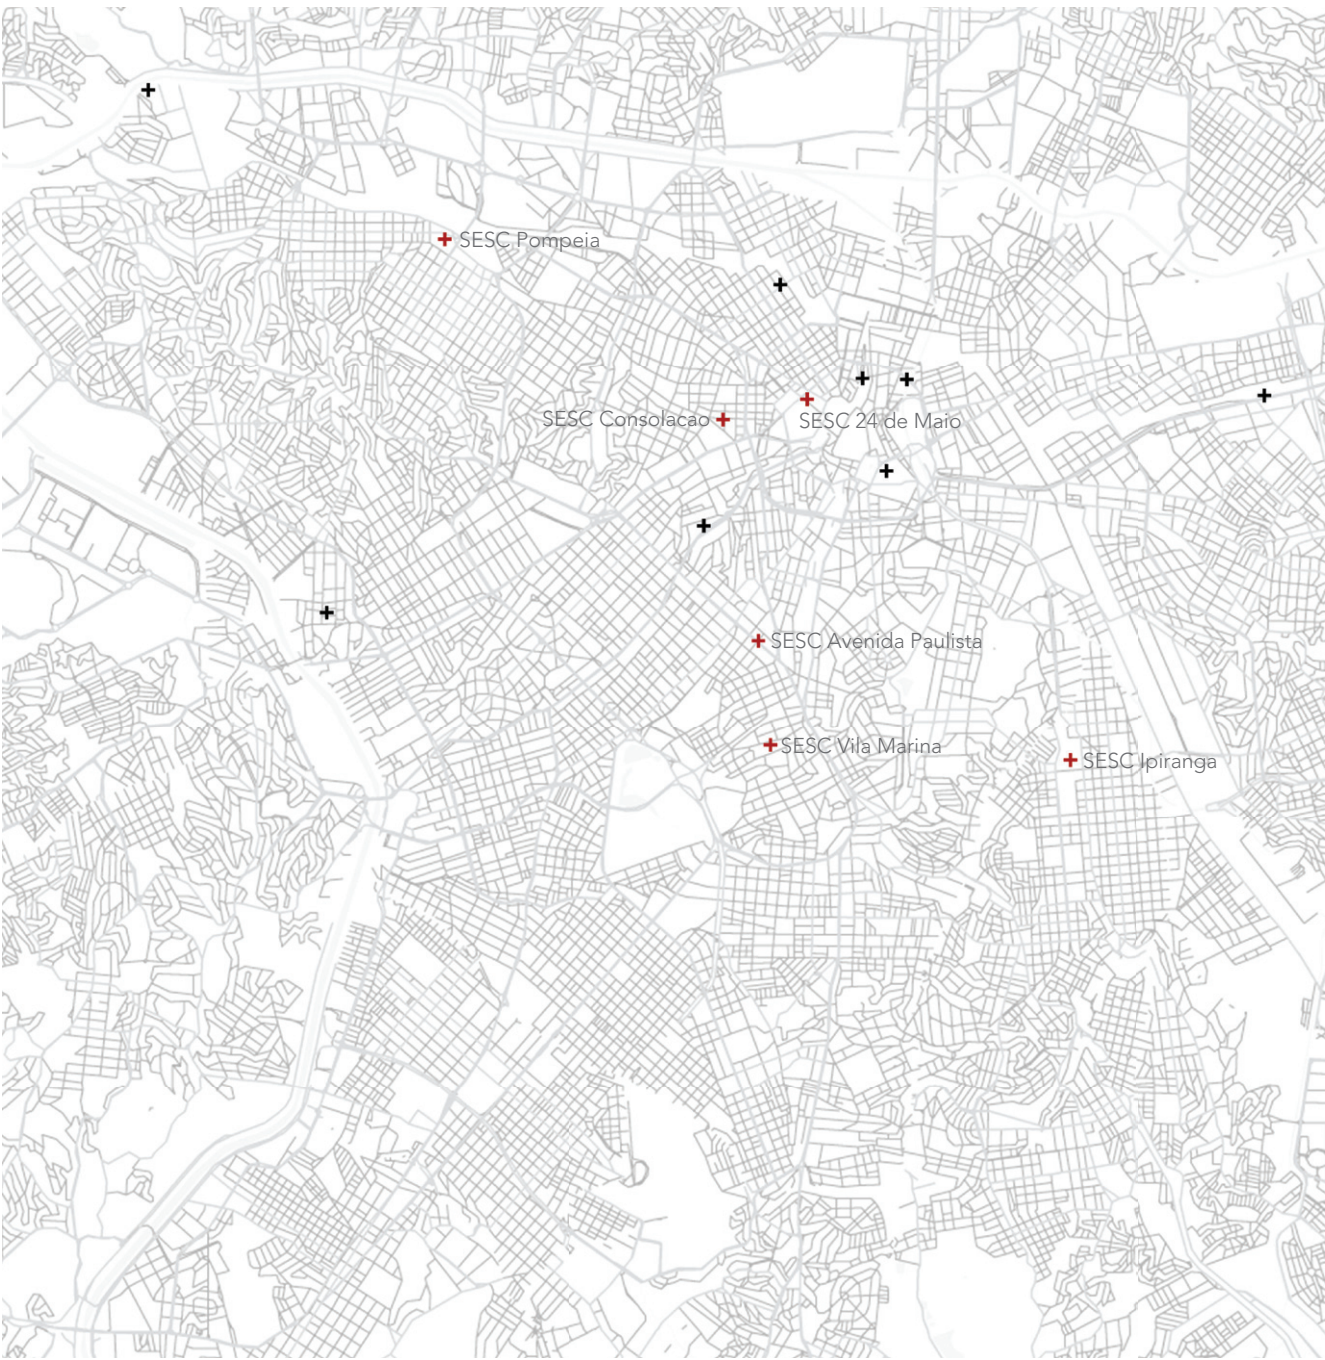 SESC Pompeia
SESC Consolacao
SESC 24 de Maio
SESC Avenida Paulista
SESC Vila Marina
SESC Ipiranga